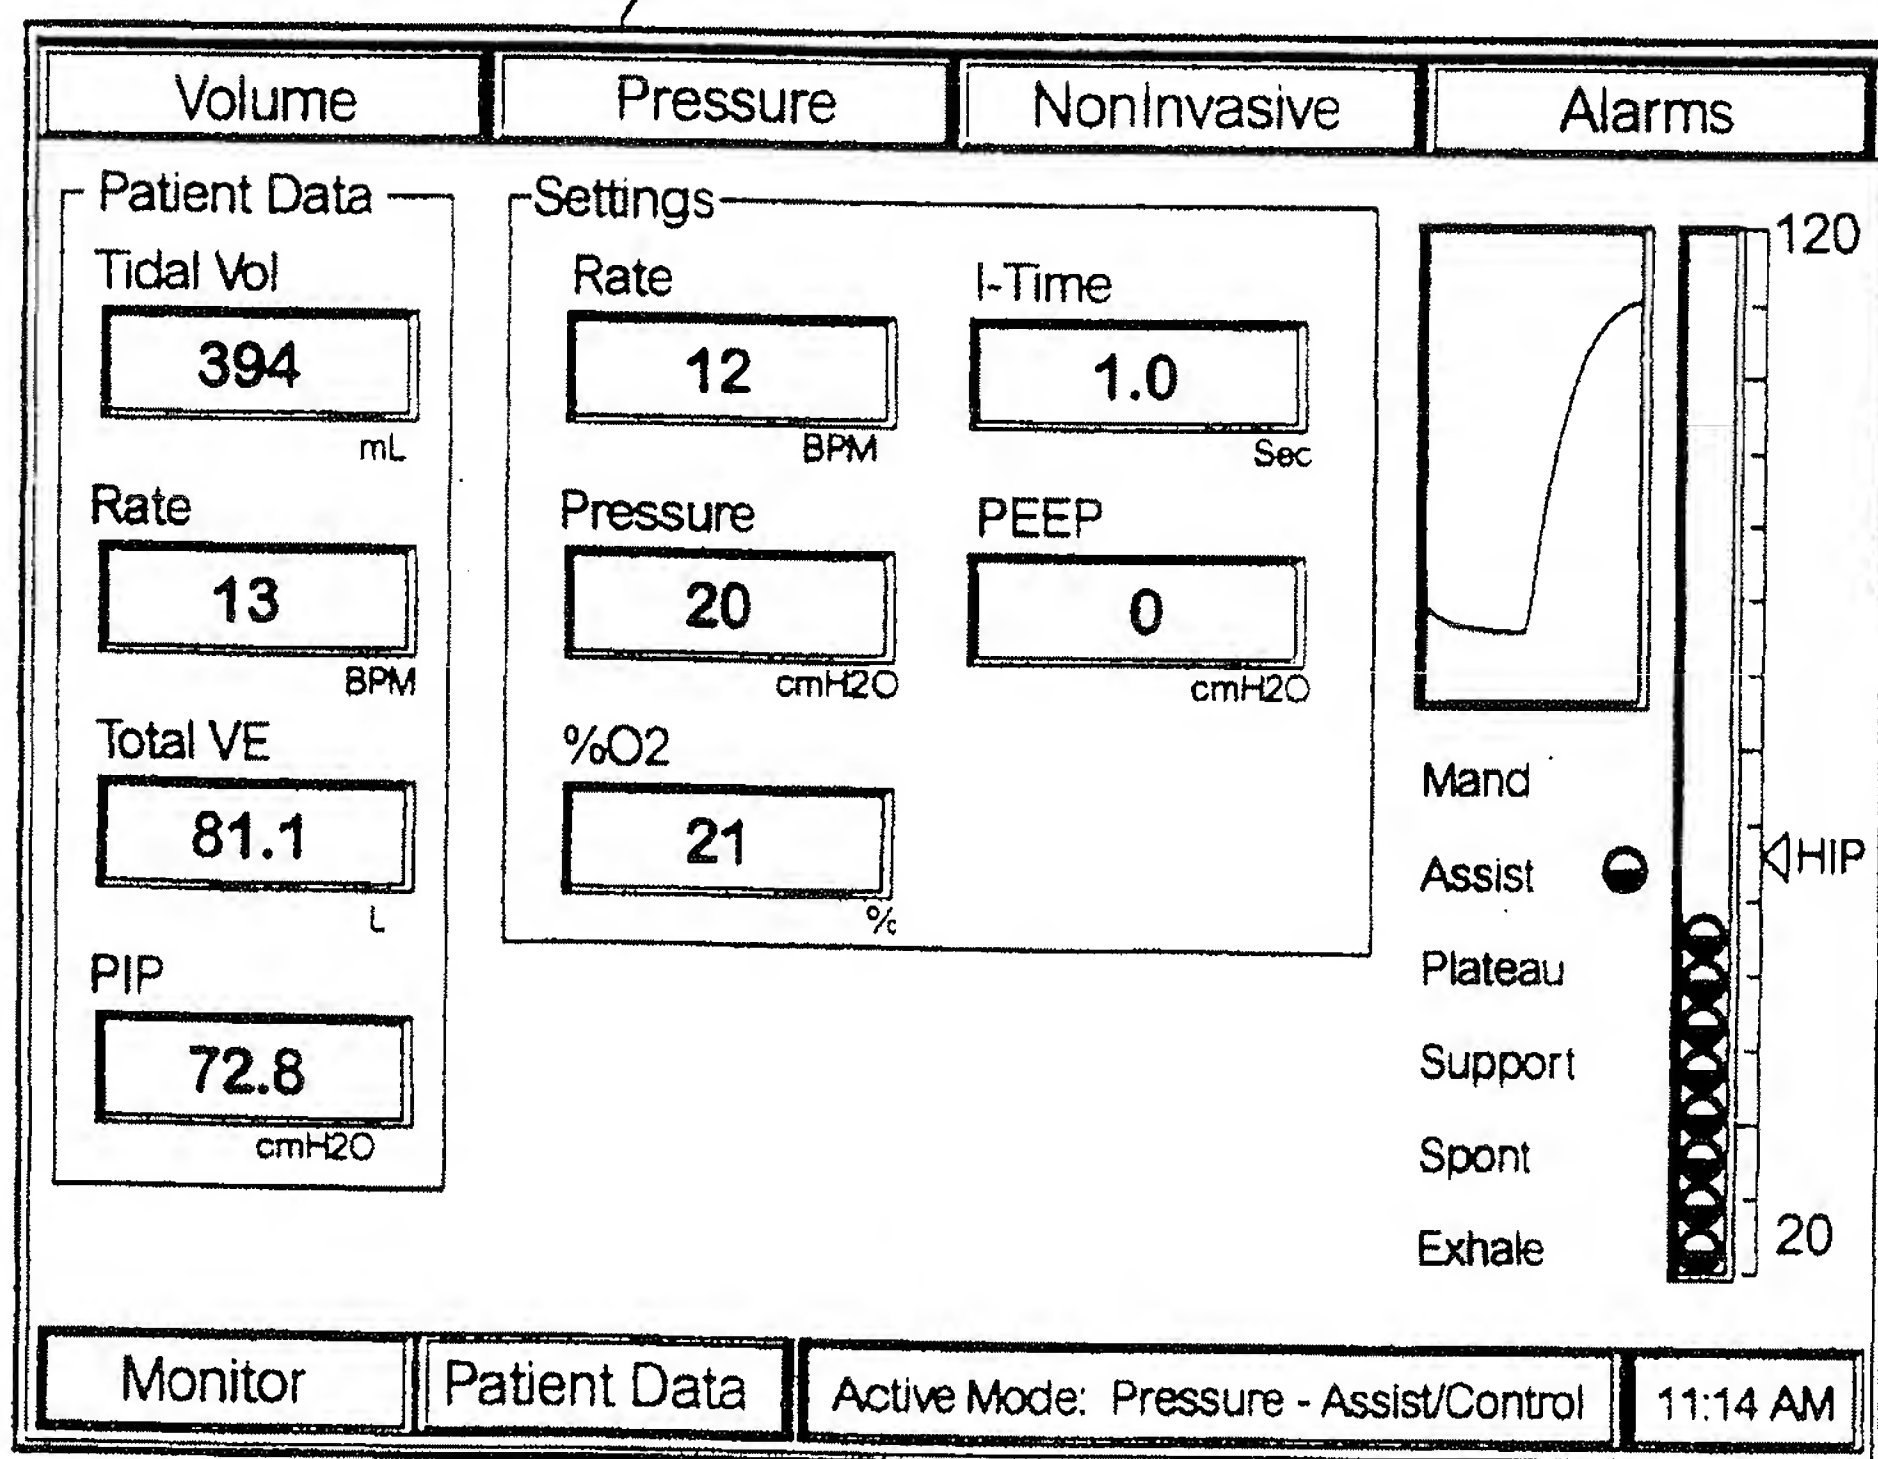 Volume
Pressure
NonInvasive
Alarms
Patient Data
Tidal Vol
394
mL
Rate
13
BPM
Total VE
81.1
L
PIP
72.8
cmH2O
Settings
Rate
12
BPM
I-Time
1.0
Sec
Pressure
20
cmH2O
PEEP
0
cmH2O
%O2
21
%
120
HIP
20
Mand
Assist
Plateau
Support
Spont
Exhale
Monitor
Patient Data
Active Mode: Pressure - Assist/Control
11:14 AM